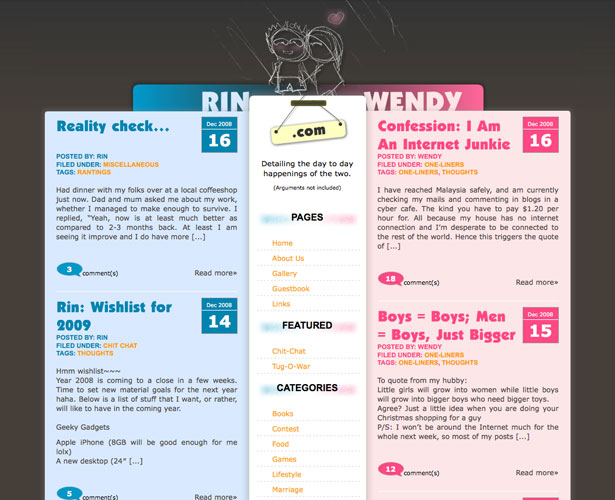 RIN
WENDY
.com
Reality check...
Dec 2008
16
POSTED BY: RIN
FILED UNDER: MISCELLANEOUS
TAGS: RANTINGS
Had dinner with my folks over at a local coffeeshop
just now. Dad and mum asked me about my work,
whether I managed to make enough to survive. I
replied, "Yeah, now is at least much better as
compared to 2-3 months back. At least I am
seeing it improve and I do have more [...]
3 comment(s)
Read more»
Rin: Wishlist for
2009
Dec 2008
14
POSTED BY: RIN
FILED UNDER: CHIT CHAT
TAGS: THOUGHTS
Hmm wishlist~~~
Year 2008 is coming to a close in a few weeks.
Time to set new material goals for the next year
haha. Below is a list of stuff that I want, or rather,
will like to have in the coming year.
Geeky Gadgets
Apple iPhone (8GB will be good enough for me
lolx)
A new desktop (24" [...]
5 comment(s)
Read more»
Detailing the day to day
happenings of the two.
(Arguments not included)
PAGES
Home
About Us
Gallery
Guestbook
Links
FEATURED
Chit-Chat
Tug-O-War
CATEGORIES
Books
Contest
Food
Games
Lifestyle
Marriage
Confession: I Am
An Internet Junkie
Dec 2008
16
POSTED BY: WENDY
FILED UNDER: ONE-LINERS
TAGS: ONE-LINERS, THOUGHTS
I have reached Malaysia safely, and am currently
checking my mails and commenting in blogs in a
cyber cafe. The kind you have to pay $1.20 per
hour for. All because my house has no internet
connection and I'm desperate to be connected to
the rest of the world. Hence this triggers the quote
of [...]
18 comment(s)
Read more»
Boys = Boys; Men
= Boys, Just Bigger
Dec 2008
15
POSTED BY: WENDY
FILED UNDER: ONE-LINERS
TAGS: ONE-LINERS, THOUGHTS
To quote from my hubby:
Little girls will grow into women while little boys
will grow into bigger boys who need bigger toys.
Agree? Just a little idea when you are doing your
Christmas shopping for a guy
P/S: I won't be on the Internet much for the
whole next week, so most of my posts [...]
12 comment(s)
Read more»